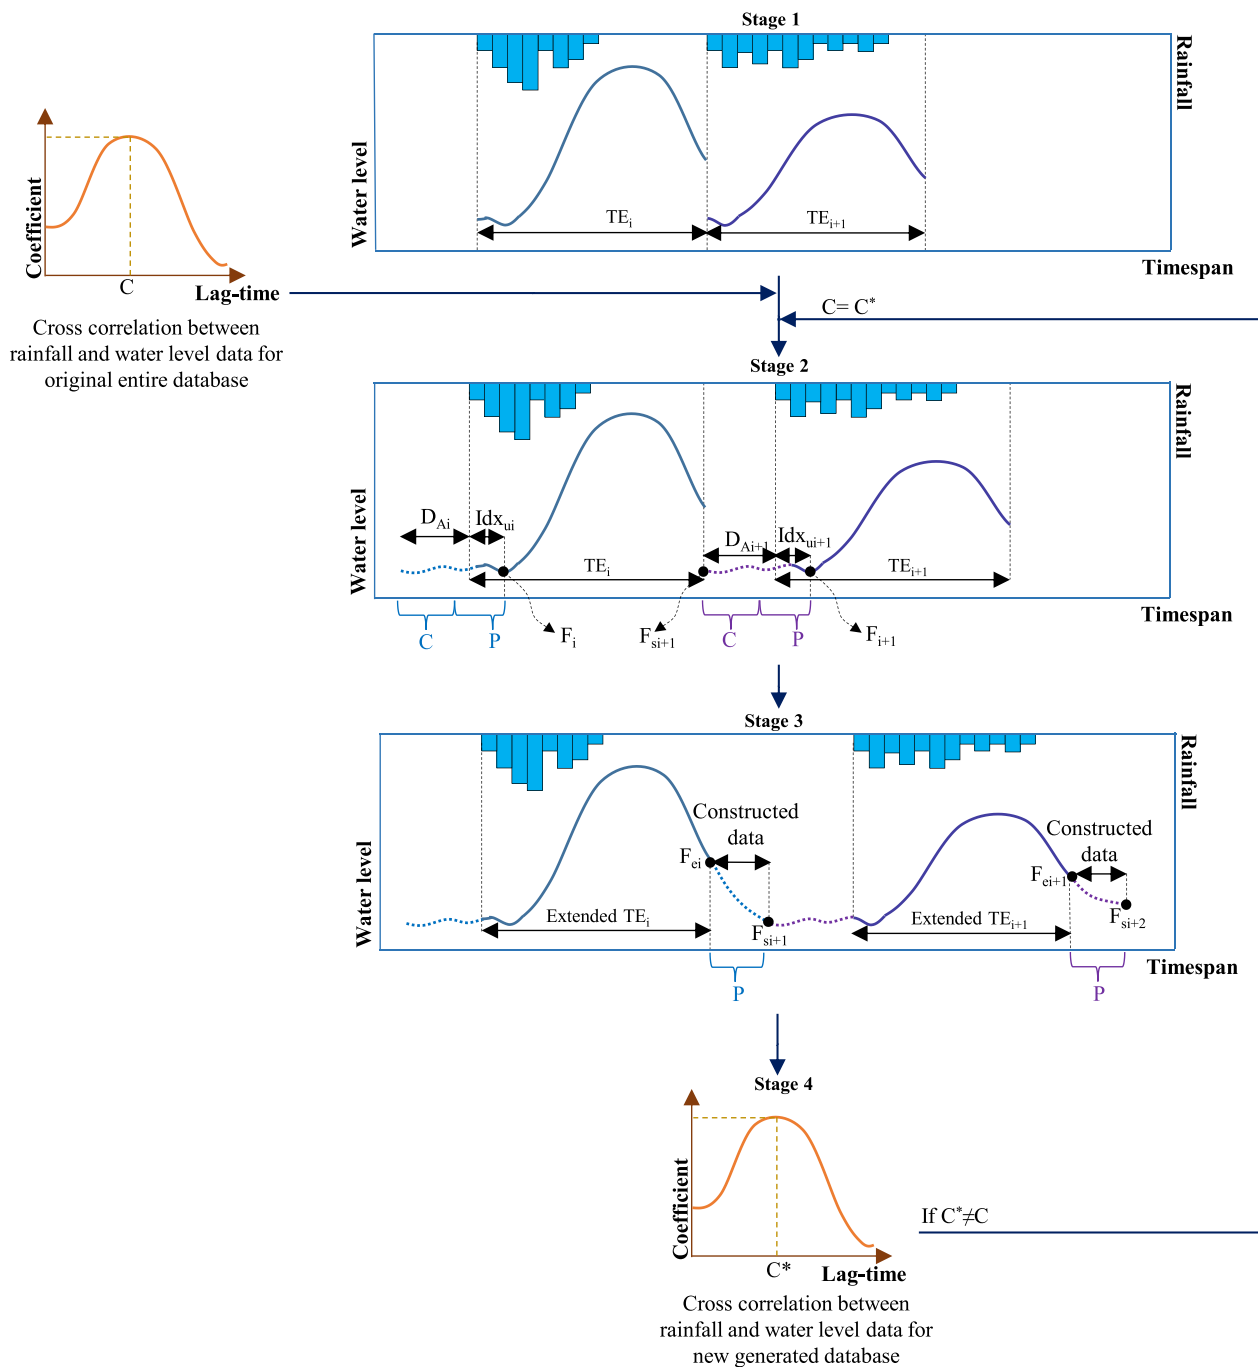 Stage 1
Rainfall
Water level
TEi
TEi+1
Timespan
Coefficient
C
Lag-time
Cross correlation between
rainfall and water level data for
original entire database
C= C*
Stage 2
Rainfall
Water level
DAi
Idxui
TEi
DAi+1
Idxui+1
TEi+1
Timespan
C
P
Fi
Fsi+1
C
P
Fi+1
Stage 3
Rainfall
Water level
Constructed
data
Fei
Extended TEi
Fsi+1
Constructed
data
Fei+1
Extended TEi+1
Fsi+2
Timespan
P
P
Stage 4
Coefficient
C*
Lag-time
If C*≠C
Cross correlation between
rainfall and water level data for
new generated database